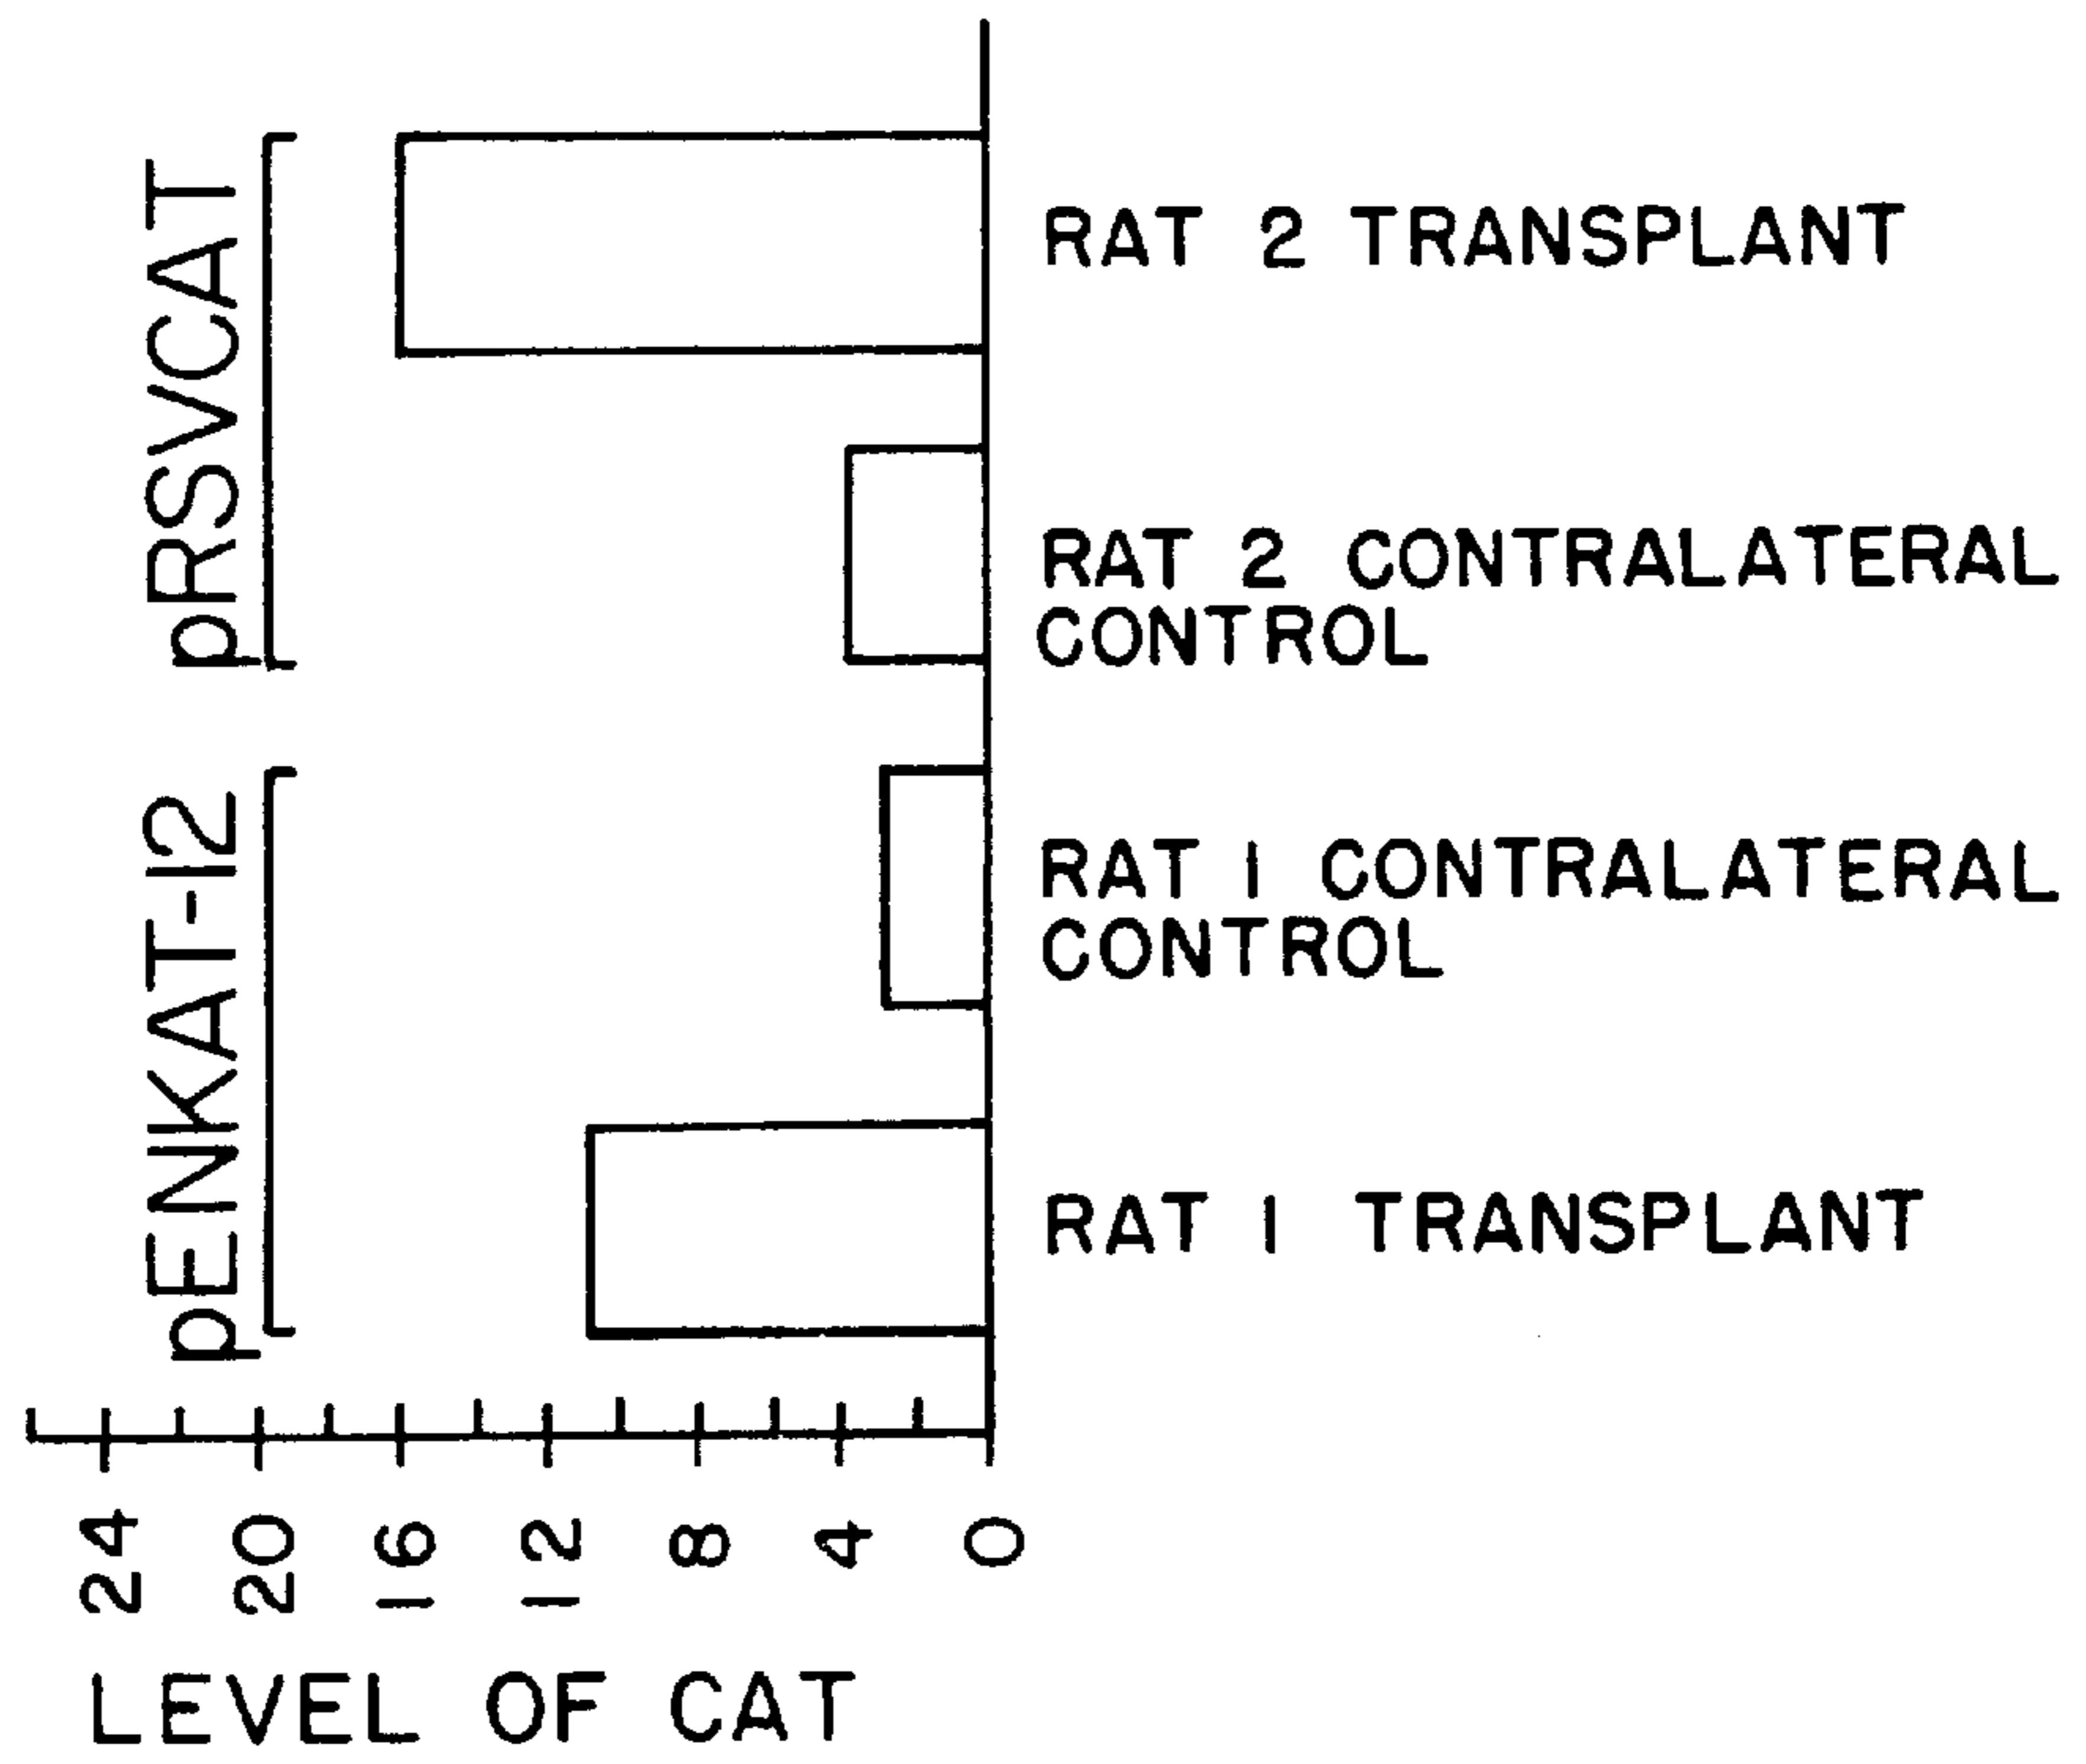 pRSVCAT
RAT 2 TRANSPLANT
RAT 2 CONTRALATERAL
CONTROL
pENKAT-12
RAT 1 CONTRALATERAL
CONTROL
RAT 1 TRANSPLANT
24 20 16 12 8 4 0
LEVEL OF CAT